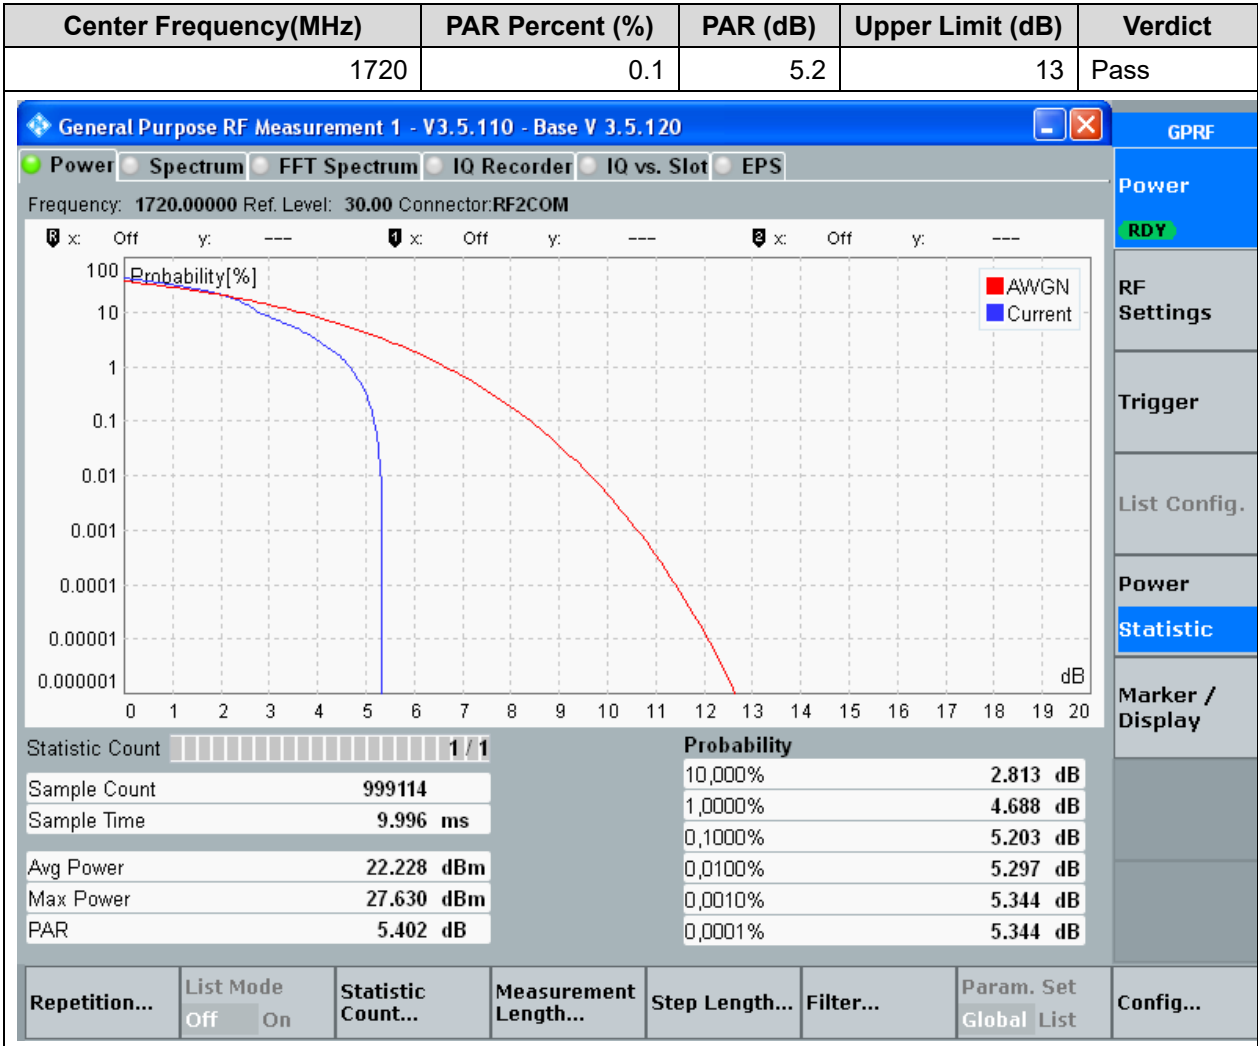 Center Frequency(MHz) PAR Percent (%) PAR (dB) Upper Limit (dB) Verdict
1720 0.1 5.2 13 Pass
General Purpose RF Measurement 1 - V3.5.110 - Base V 3.5.120
GPRF
Power Spectrum FFT Spectrum IQ Recorder IQ vs. Slot EPS
Power
RDY
Frequency: 1720.00000 Ref. Level: 30.00 Connector:RF2COM
R x: Off y: --- 1 x: Off y: --- 2 x: Off y: ---
Probability[%]
AWGN
Current
100
10
1
0.1
0.01
0.001
0.0001
0.00001
0.000001
dB
0 1 2 3 4 5 6 7 8 9 10 11 12 13 14 15 16 17 18 19 20
RF
Settings
Trigger
List Config.
Power
Statistic
Marker /
Display
Statistic Count 1 / 1
Sample Count 999114
Sample Time 9.996 ms
Avg Power 22.228 dBm
Max Power 27.630 dBm
PAR 5.402 dB
Probability
10,000% 2.813 dB
1,0000% 4.688 dB
0,1000% 5.203 dB
0,0100% 5.297 dB
0,0010% 5.344 dB
0,0001% 5.344 dB
Repetition...
List Mode
Off On
Statistic
Count...
Measurement
Length...
Step Length...
Filter...
Param. Set
Global List
Config...